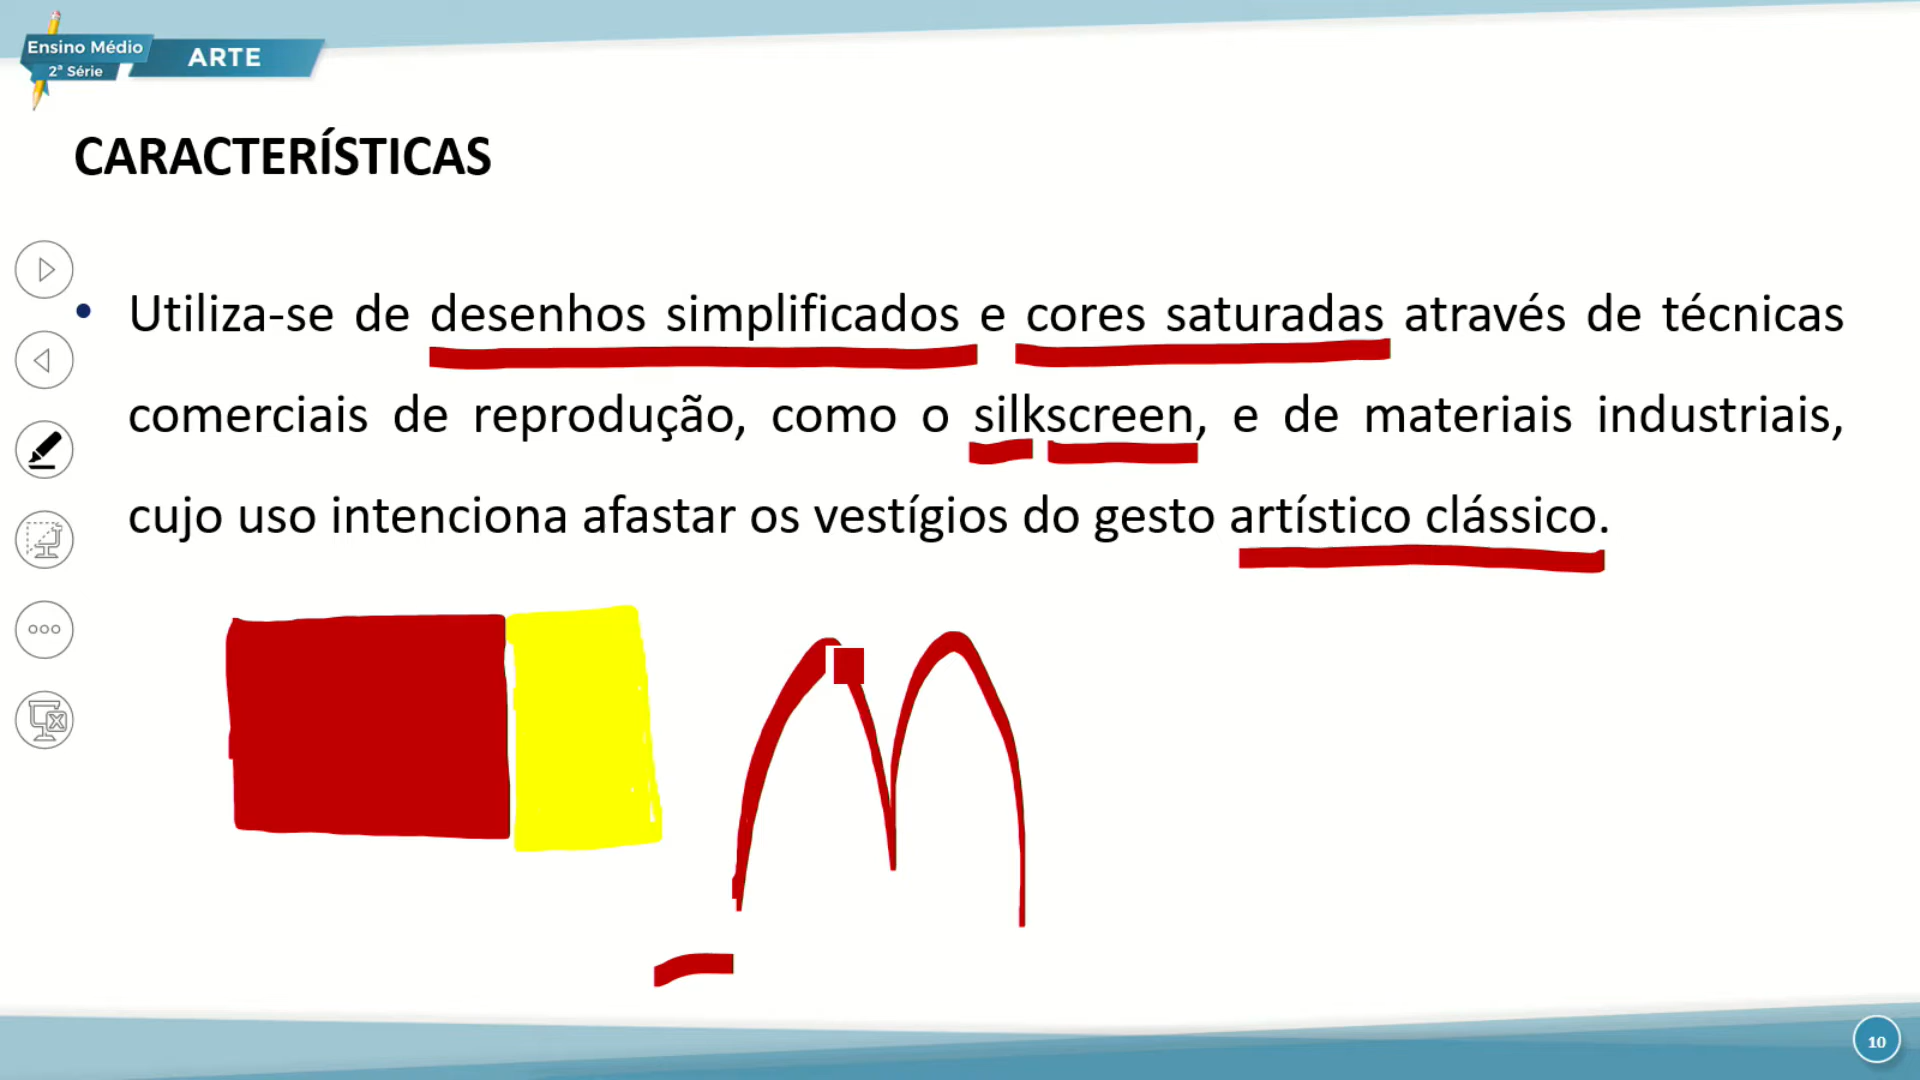 Ensino Médio
2ª Série
ARTE
CARACTERÍSTICAS
• Utiliza-se de desenhos simplificados e cores saturadas através de técnicas
comerciais de reprodução, como o silkscreen, e de materiais industriais,
cujo uso intenciona afastar os vestígios do gesto artístico clássico.
M
10